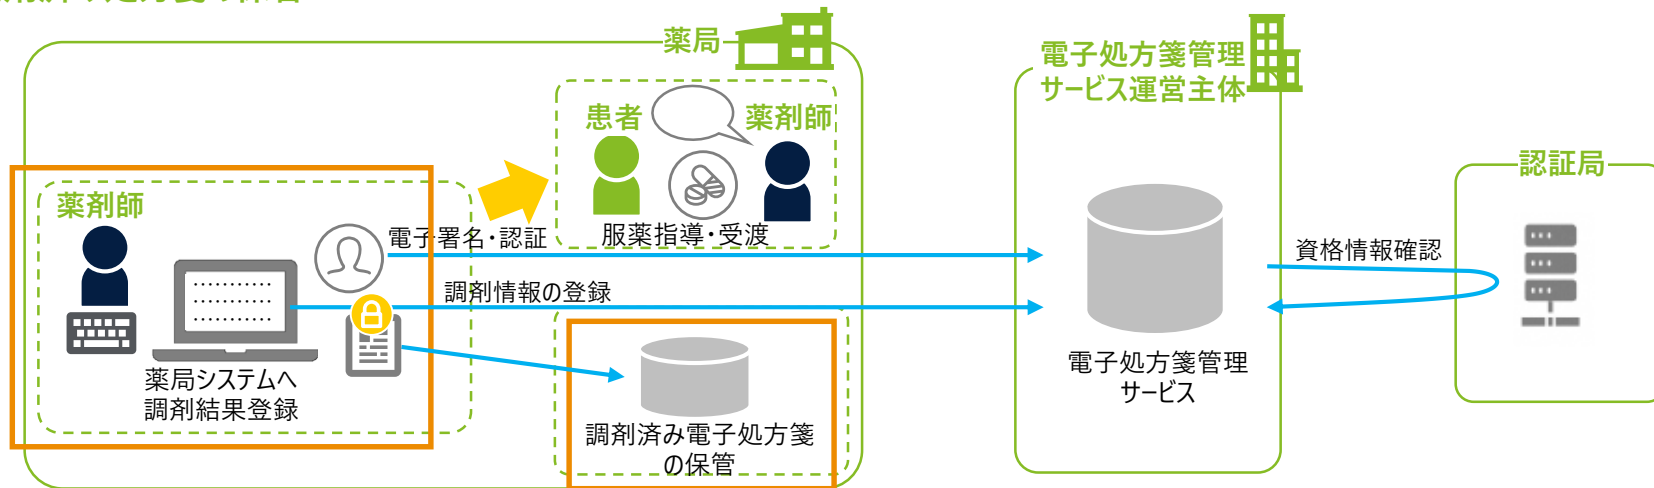 薬局
電子処方箋管理
サービス運営主体
認証局
患者
薬剤師
服薬指導・受渡
薬剤師
電子署名・認証
調剤情報の登録
薬局システムへ
調剤結果登録
調剤済み電子処方箋
の保管
電子処方箋管理
サービス
資格情報確認